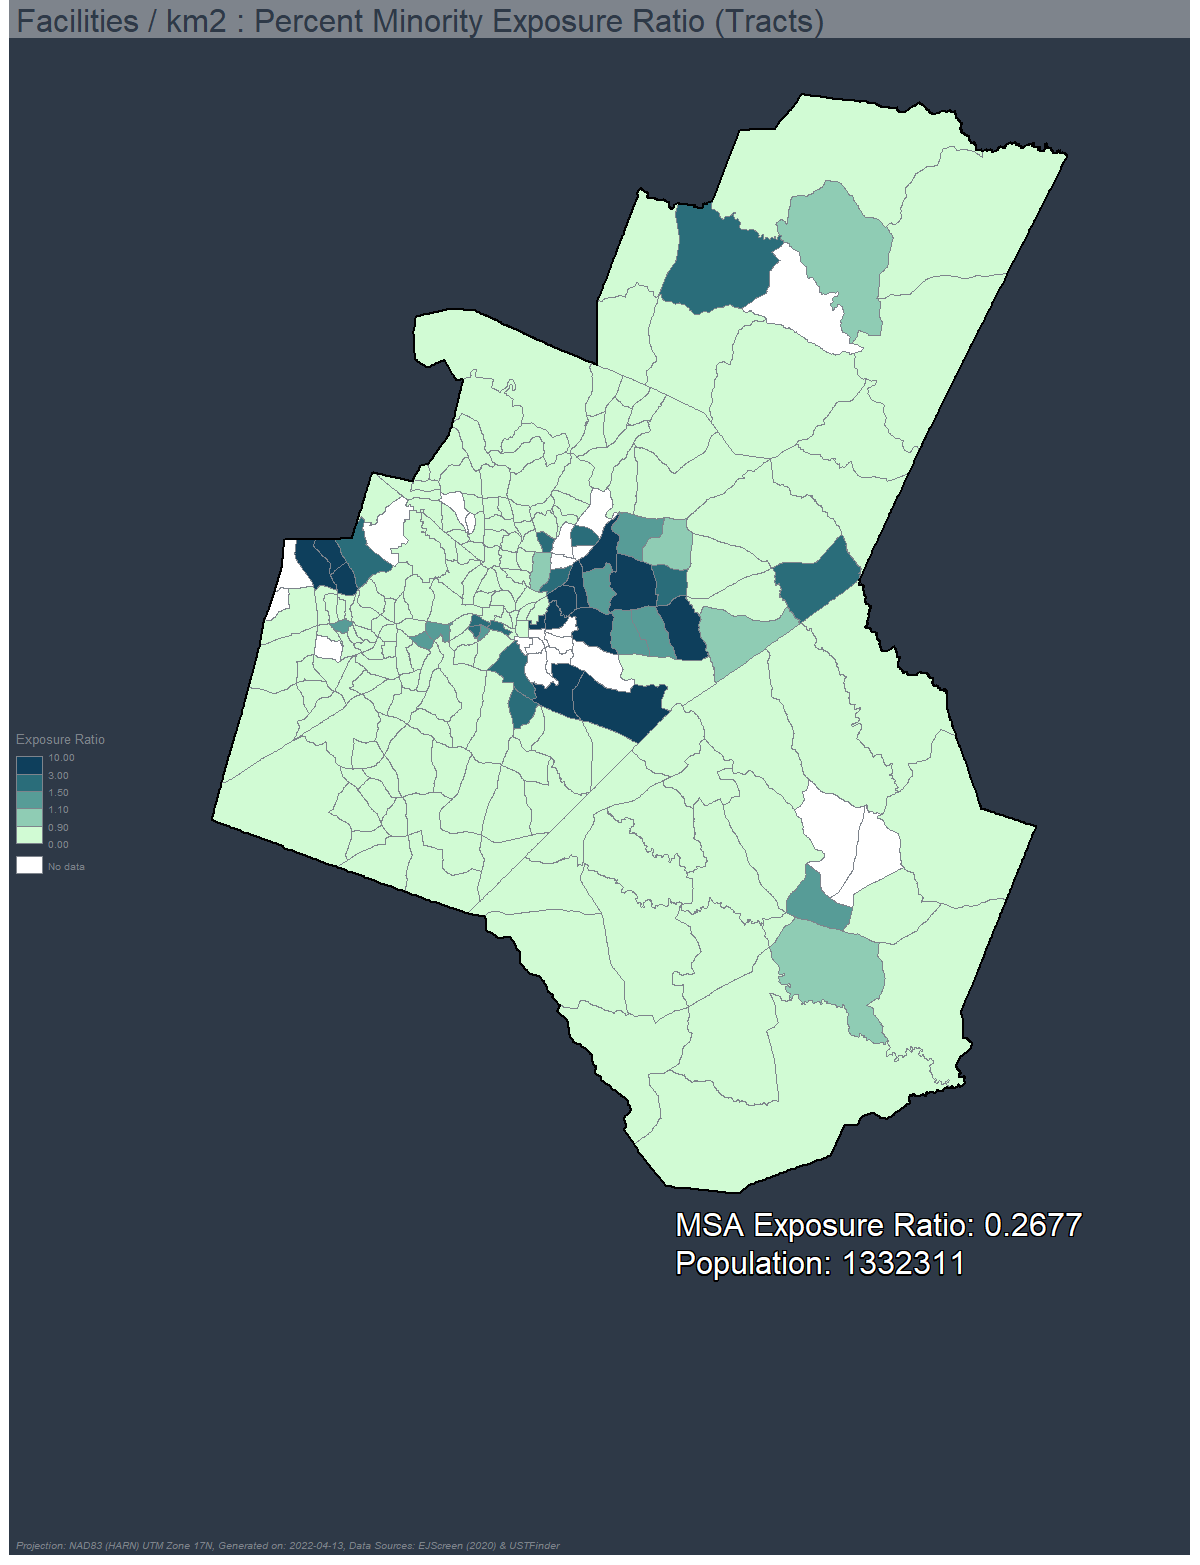 Facilities / km2 : Percent Minority Exposure Ratio (Tracts)
Exposure Ratio
10.00
3.00
1.50
1.10
0.90
0.00
No data
MSA Exposure Ratio: 0.2677
Population: 1332311
Projection: NAD83 (HARN) UTM Zone 17N, Generated on: 2022-04-13, Data Sources: EJScreen (2020) & USTFinder